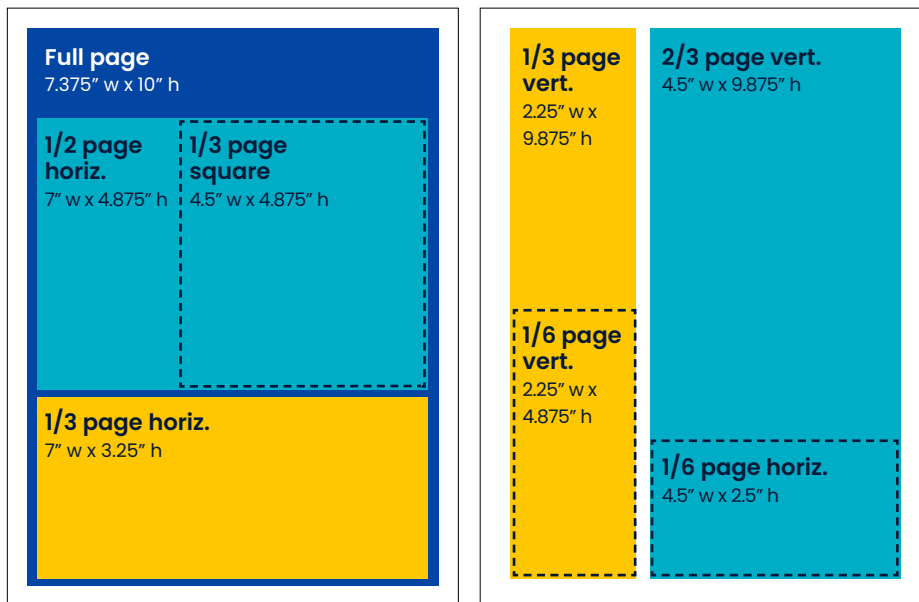 Full page
7.375” w x 10” h
1/2 page
horiz.
7” w x 4.875” h
1/3 page
square
4.5” w x 4.875” h
1/3 page horiz.
7” w x 3.25” h
1/3 page
vert.
2.25” w x
9.875” h
1/6 page
vert.
2.25” w x
4.875” h
2/3 page vert.
4.5” w x 9.875” h
1/6 page horiz.
4.5” w x 2.5” h